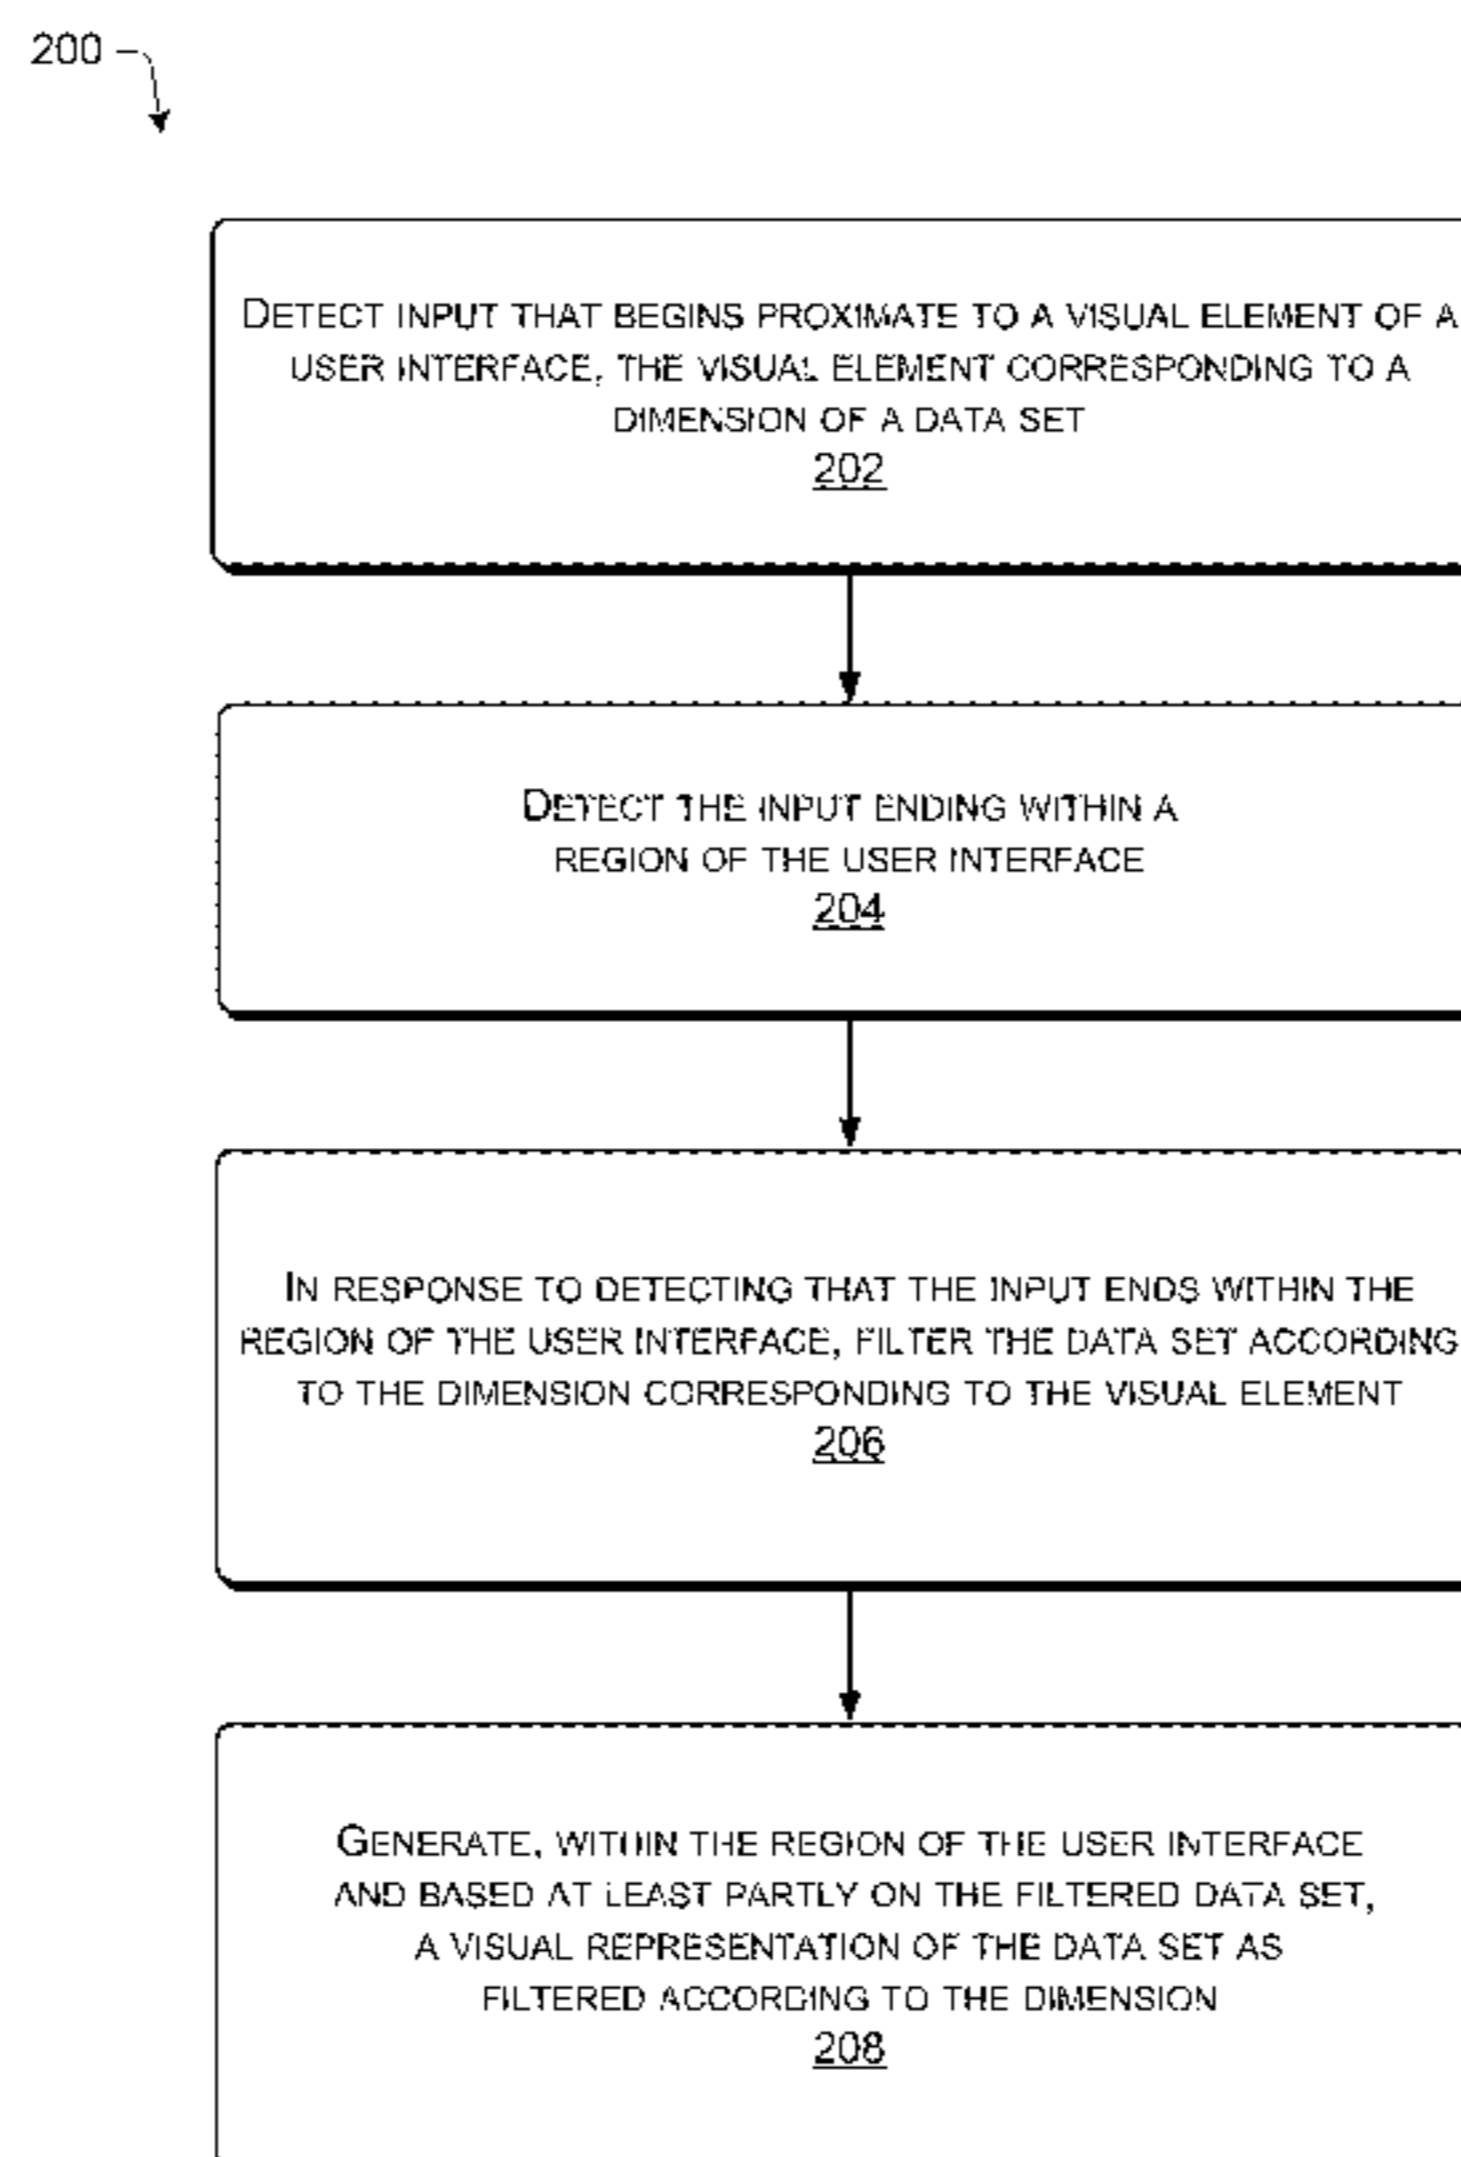 200
DETECT INPUT THAT BEGINS PROXIMATE TO A VISUAL ELEMENT OF A
USER INTERFACE, THE VISUAL ELEMENT CORRESPONDING TO A
DIMENSION OF A DATA SET
202
DETECT THE INPUT ENDING WITHIN A
REGION OF THE USER INTERFACE
204
IN RESPONSE TO DETECTING THAT THE INPUT ENDS WITHIN THE
REGION OF THE USER INTERFACE, FILTER THE DATA SET ACCORDING
TO THE DIMENSION CORRESPONDING TO THE VISUAL ELEMENT
206
GENERATE, WITHIN THE REGION OF THE USER INTERFACE
AND BASED AT LEAST PARTLY ON THE FILTERED DATA SET,
A VISUAL REPRESENTATION OF THE DATA SET AS
FILTERED ACCORDING TO THE DIMENSION
208